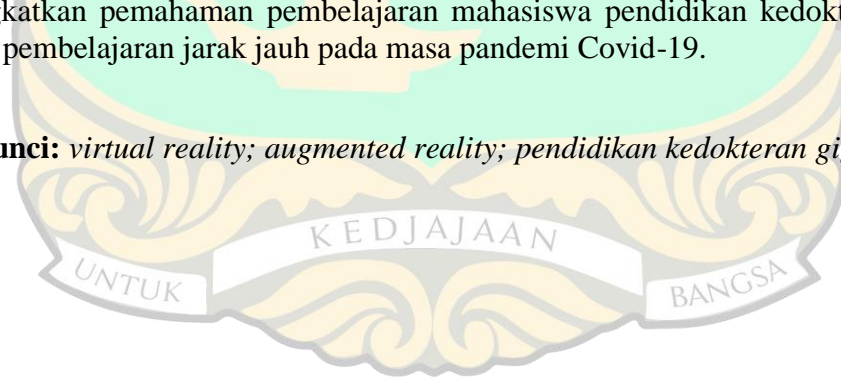 gkatkan pemahaman pembelajaran mahasiswa pendidikan kedokt
pembelajaran jarak jauh pada masa pandemi Covid-19.
unci: virtual reality; augmented reality; pendidikan kedokteran gi
KEDJAJAAN
UNTUK
BANGSA